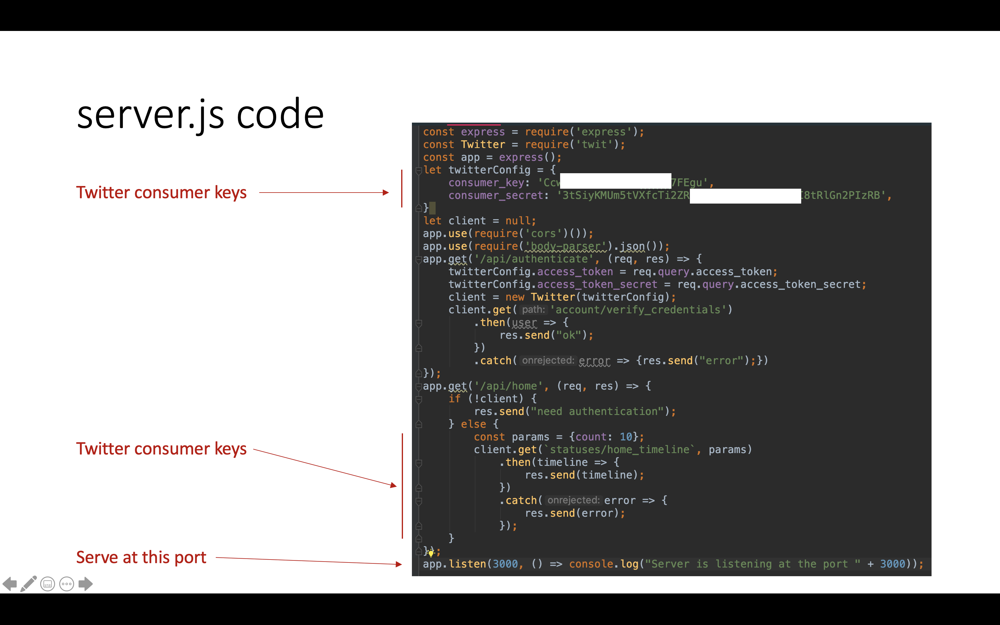 server.js code
Twitter consumer keys
Twitter consumer keys
Serve at this port
const express = require('express');
const Twitter = require('twit');
const app = express();
let twitterConfig = {
    consumer_key: 'Ccw 7FEgu',
    consumer_secret: '3tSiyKMUm5tVXfcTi2ZR I8tRlGn2PIzRB',
}
let client = null;
app.use(require('cors')());
app.use(require('body-parser').json());
app.get('/api/authenticate', (req, res) => {
    twitterConfig.access_token = req.query.access_token;
    twitterConfig.access_token_secret = req.query.access_token_secret;
    client = new Twitter(twitterConfig);
    client.get( path: 'account/verify_credentials')
        .then(user => {
            res.send("ok");
        })
        .catch( onrejected: error => {res.send("error");})
});
app.get('/api/home', (req, res) => {
    if (!client) {
        res.send("need authentication");
    } else {
        const params = {count: 10};
        client.get(`statuses/home_timeline`, params)
            .then(timeline => {
                res.send(timeline);
            })
            .catch( onrejected: error => {
                res.send(error);
            });
    }
});
app.listen(3000, () => console.log("Server is listening at the port " + 3000));